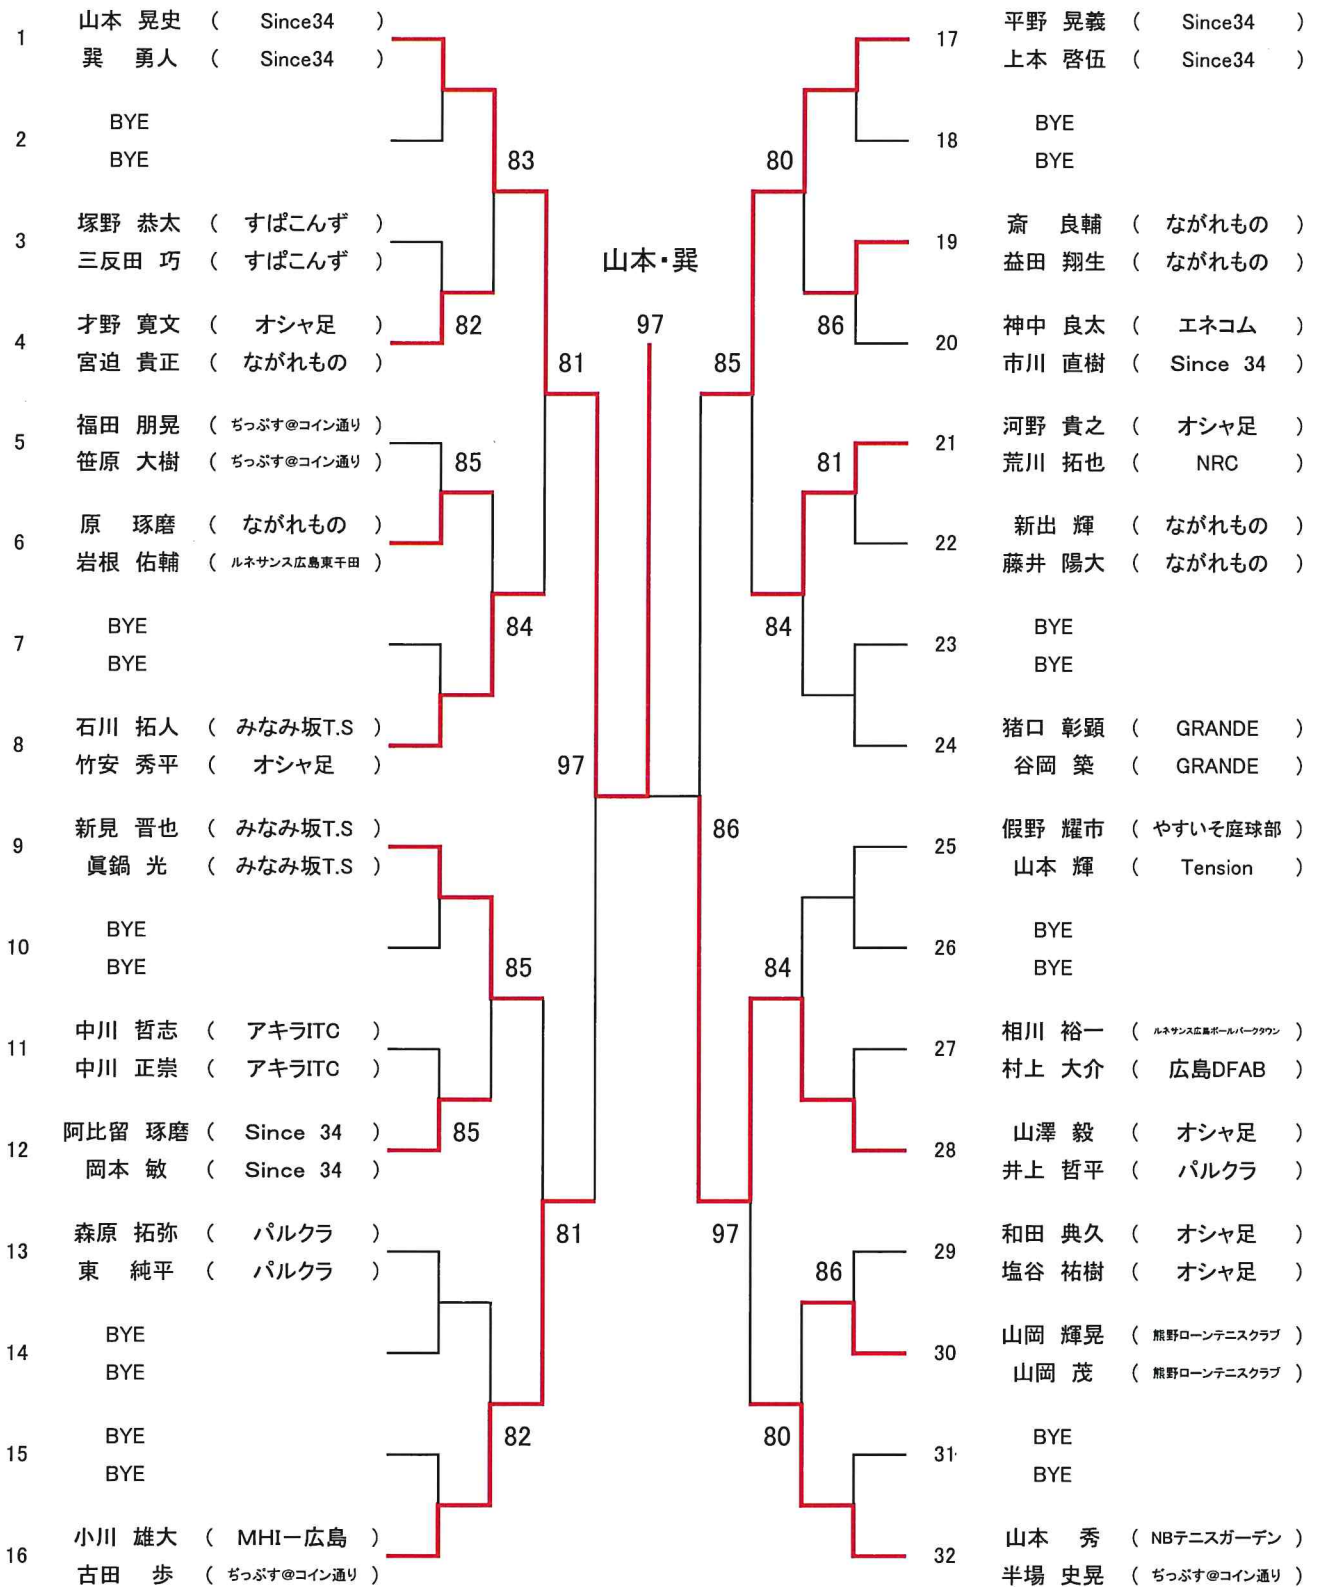 1 山本 晃史 ( Since34 )
巽 勇人 ( Since34 )
2 BYE
BYE
83
3 塚野 恭太 ( すぱこんず )
三反田 巧 ( すぱこんず )
4 才野 寛文 ( オシャ足 )
宮迫 貴正 ( ながれもの )
82
81
5 福田 朋晃 ( ぢっぷす@コイン通り )
笹原 大樹 ( ぢっぷす@コイン通り )
85
6 原 琢磨 ( ながれもの )
岩根 佑輔 ( ルネサンス広島東千田 )
7 BYE
BYE
84
8 石川 拓人 ( みなみ坂T.S )
竹安 秀平 ( オシャ足 )
97
9 新見 晋也 ( みなみ坂T.S )
眞鍋 光 ( みなみ坂T.S )
10 BYE
BYE
85
11 中川 哲志 ( アキラITC )
中川 正崇 ( アキラITC )
12 阿比留 琢磨 ( Since 34 )
岡本 敏 ( Since 34 )
85
13 森原 拓弥 ( パルクラ )
東 純平 ( パルクラ )
81
14 BYE
BYE
15 BYE
BYE
82
16 小川 雄大 ( MHIー広島 )
古田 歩 ( ぢっぷす@コイン通り )
山本・巽
97
17 平野 晃義 ( Since34 )
上本 啓伍 ( Since34 )
18 BYE
BYE
80
19 斎 良輔 ( ながれもの )
益田 翔生 ( ながれもの )
86
20 神中 良太 ( エネコム )
市川 直樹 ( Since 34 )
85
21 河野 貴之 ( オシャ足 )
荒川 拓也 ( NRC )
81
22 新出 輝 ( ながれもの )
藤井 陽大 ( ながれもの )
84
23 BYE
BYE
24 猪口 彰顕 ( GRANDE )
谷岡 築 ( GRANDE )
86
25 假野 耀市 ( やすいそ庭球部 )
山本 輝 ( Tension )
26 BYE
BYE
84
27 相川 裕一 ( ルネサンス広島ボールパークタウン )
村上 大介 ( 広島DFAB )
28 山澤 毅 ( オシャ足 )
井上 哲平 ( パルクラ )
97
29 和田 典久 ( オシャ足 )
塩谷 祐樹 ( オシャ足 )
86
30 山岡 輝晃 (熊野ローンテニスクラブ )
山岡 茂 ( 熊野ローンテニスクラブ )
80
31 BYE
BYE
32 山本 秀 ( NBテニスガーデン )
半場 史晃 ( ぢっぷす@コイン通り )